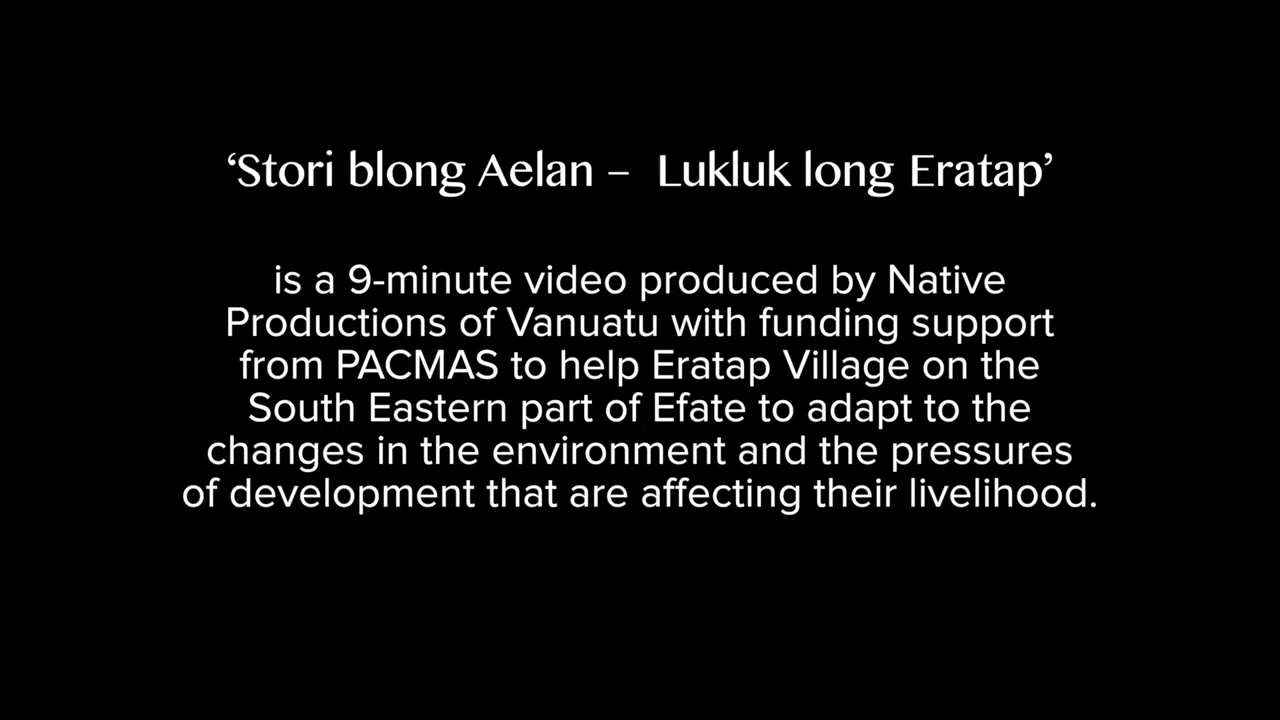 ‘Stori blong Aelan –  Lukluk long Eratap’
is a 9-minute video produced by Native
Productions of Vanuatu with funding support
from PACMAS to help Eratap Village on the
South Eastern part of Efate to adapt to the
changes in the environment and the pressures
of development that are affecting their livelihood.